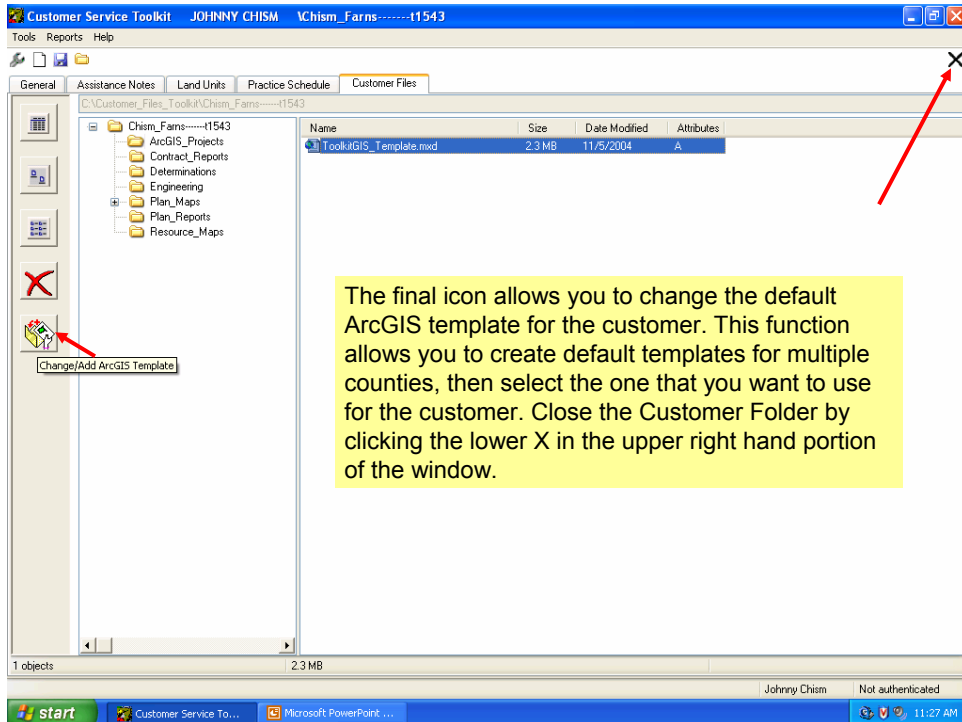 Customer Service Toolkit JOHNNY CHISM \Chism_Farns-------t1543
Tools Reports Help
General Assistance Notes Land Units Practice Schedule Customer Files
C:\Customer_Files_Toolkit\Chism_Farns-------t1543
Chism_Farns-------t1543
ArcGIS_Projects
Contract_Reports
Determinations
Engineering
Plan_Maps
Plan_Reports
Resource_Maps
Name Size Date Modified Attributes
ToolkitGIS_Template.mxd 2.3 MB 11/5/2004 A
Change/Add ArcGIS Template
The final icon allows you to change the default
ArcGIS template for the customer. This function
allows you to create default templates for multiple
counties, then select the one that you want to use
for the customer. Close the Customer Folder by
clicking the lower X in the upper right hand portion
of the window.
1 objects 2.3 MB
Johnny Chism Not authenticated
start Customer Service To... Microsoft PowerPoint ... 11:27 AM